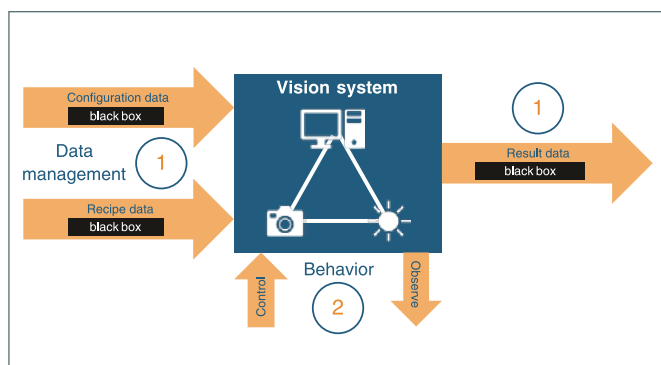 Configuration data
black box
Vision system
1
Data
management
1
Result data
black box
Recipe data
black box
Control
Behavior
2
Observe